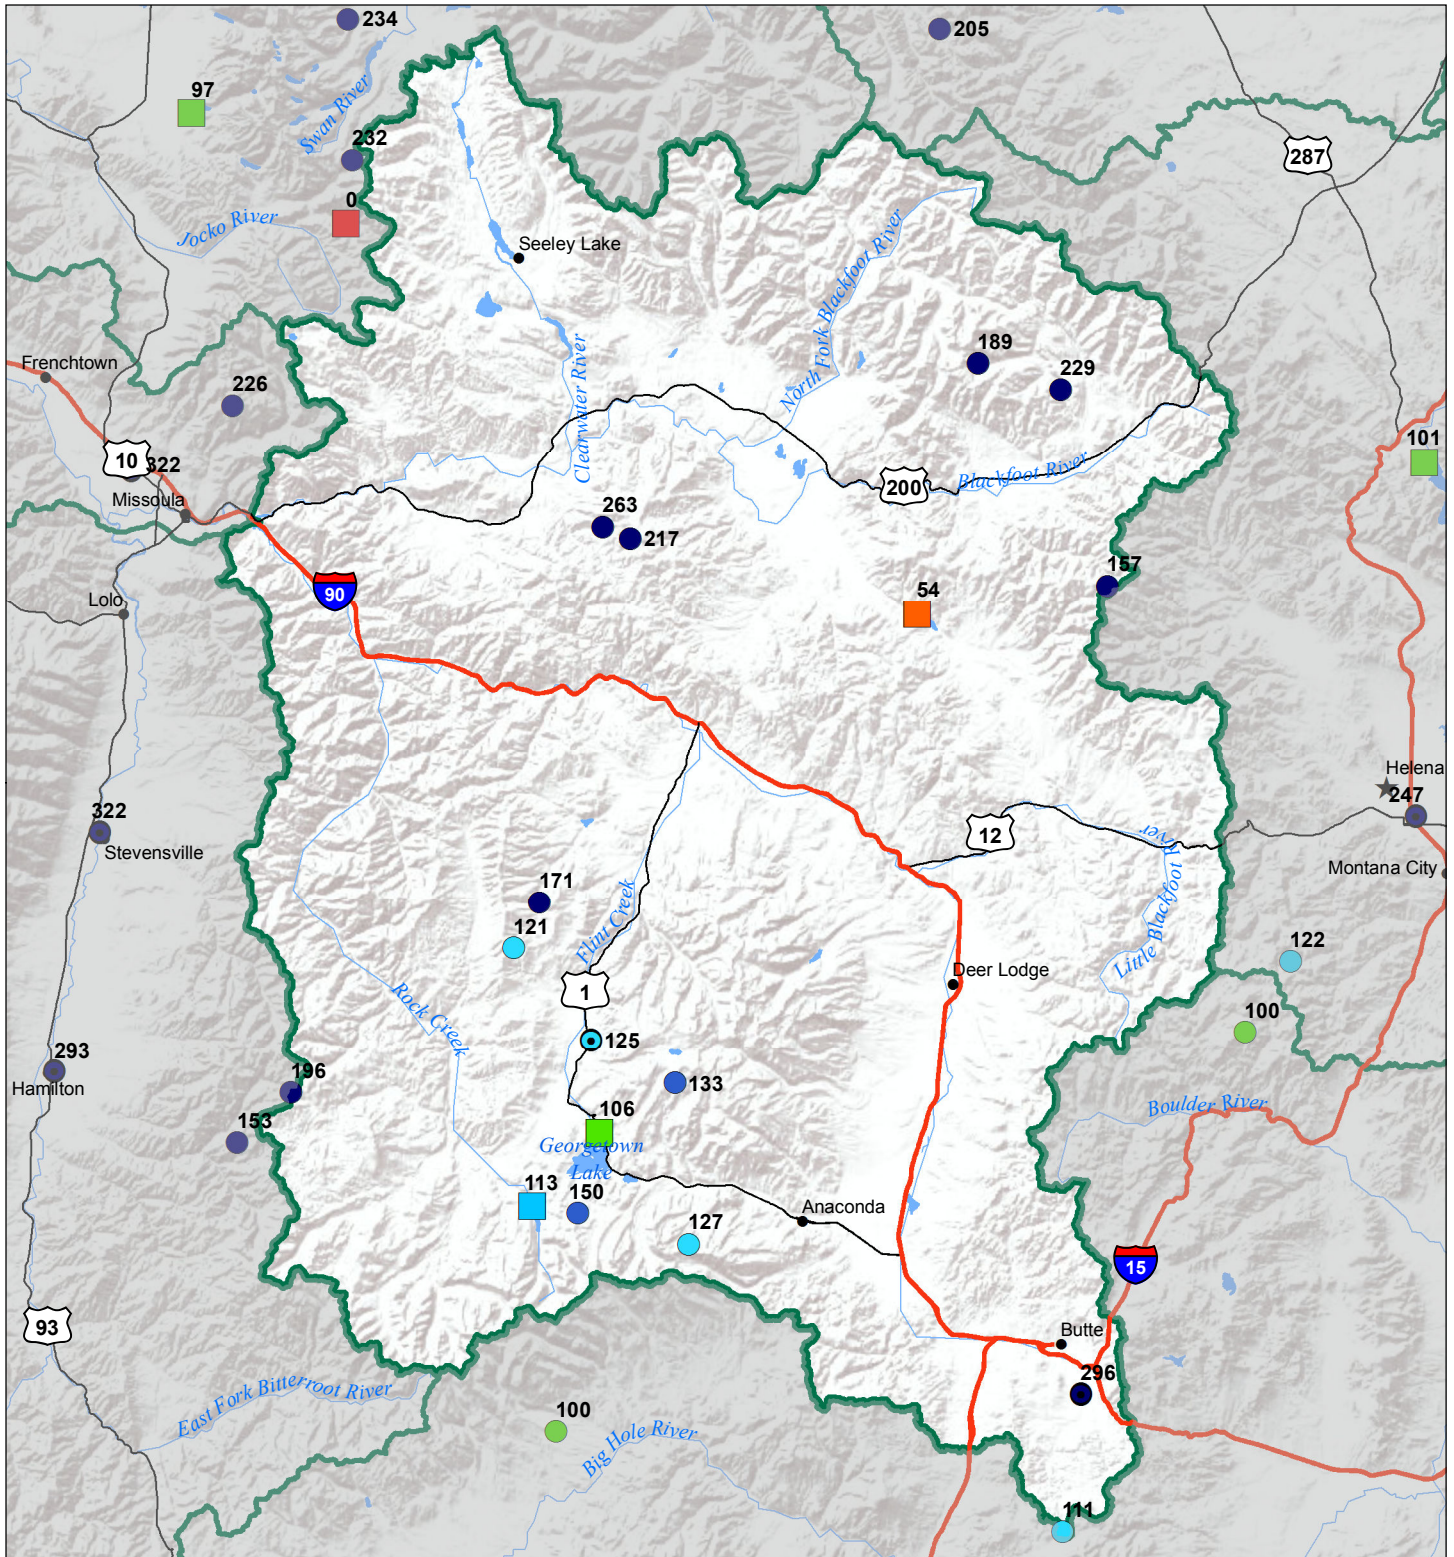 234
205
97
Swan River
232
287
0
Jocko River
Seeley Lake
North Fork Blackfoot River
189
229
Frenchtown
226
Clearwater River
10
322
101
Missoula
200
Blackfoot River
263
217
157
90
54
Lolo
Helena
247
322
Stevensville
12
Little Blackfoot River
Montana City
171
121
Flint Creek
122
Deer Lodge
1
Rock Creek
100
125
293
Hamilton
196
133
Boulder River
153
106
Georgetown
Lake
113
150
Anaconda
127
15
93
Butte
296
East Fork Bitterroot River
100
Big Hole River
111